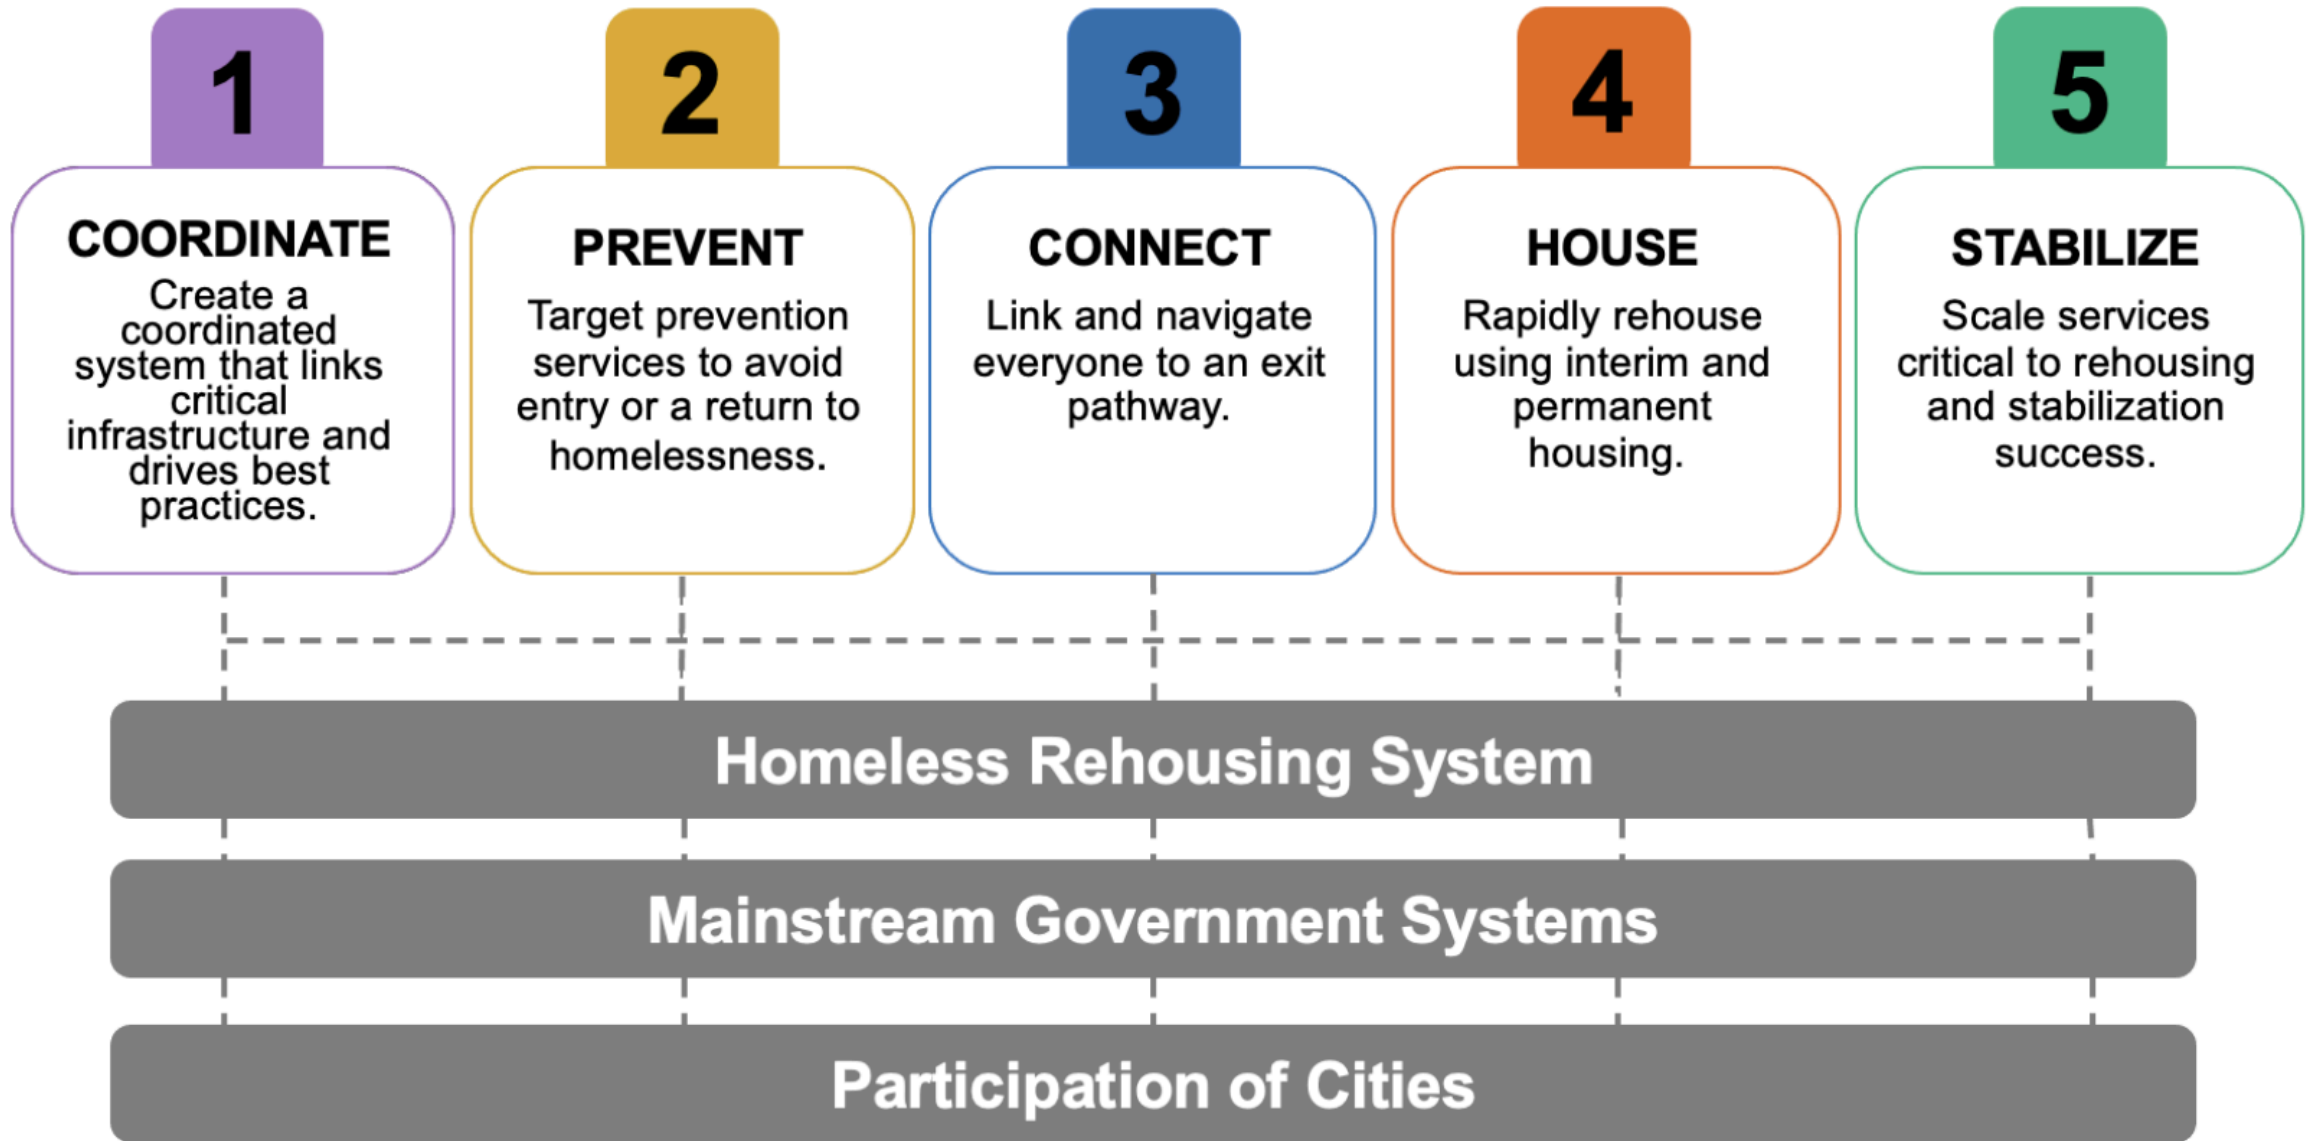 1
COORDINATE
Create a
coordinated
system that links
critical
infrastructure and
drives best
practices.
2
PREVENT
Target prevention
services to avoid
entry or a return to
homelessness.
3
CONNECT
Link and navigate
everyone to an exit
pathway.
4
HOUSE
Rapidly rehouse
using interim and
permanent
housing.
5
STABILIZE
Scale services
critical to rehousing
and stabilization
success.
Homeless Rehousing System
Mainstream Government Systems
Participation of Cities